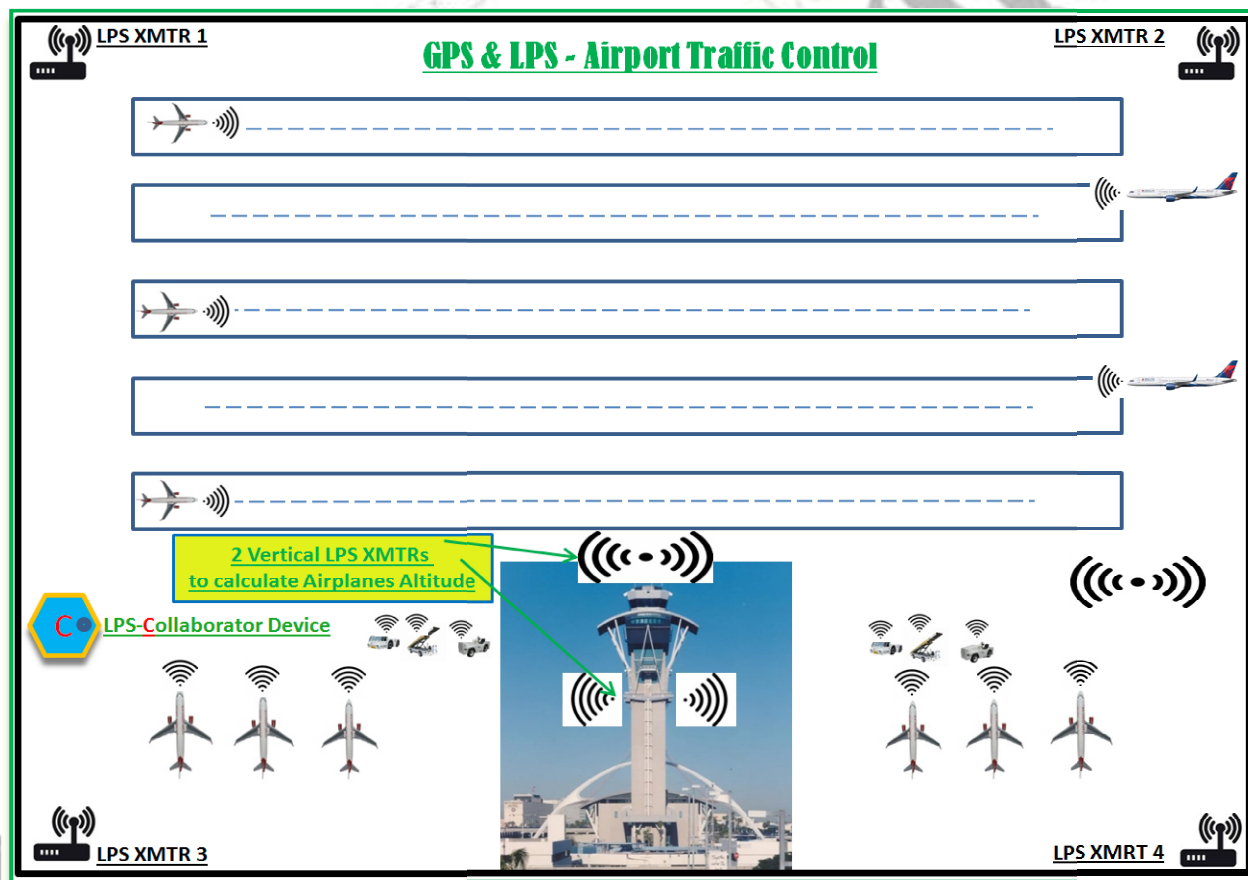 LPS XMTR 1
LPS XMTR 2
GPS & LPS - Airport Traffic Control
2 Vertical LPS XMTRs
to calculate Airplanes Altitude
C
LPS-Collaborator Device
LPS XMTR 3
LPS XMRT 4